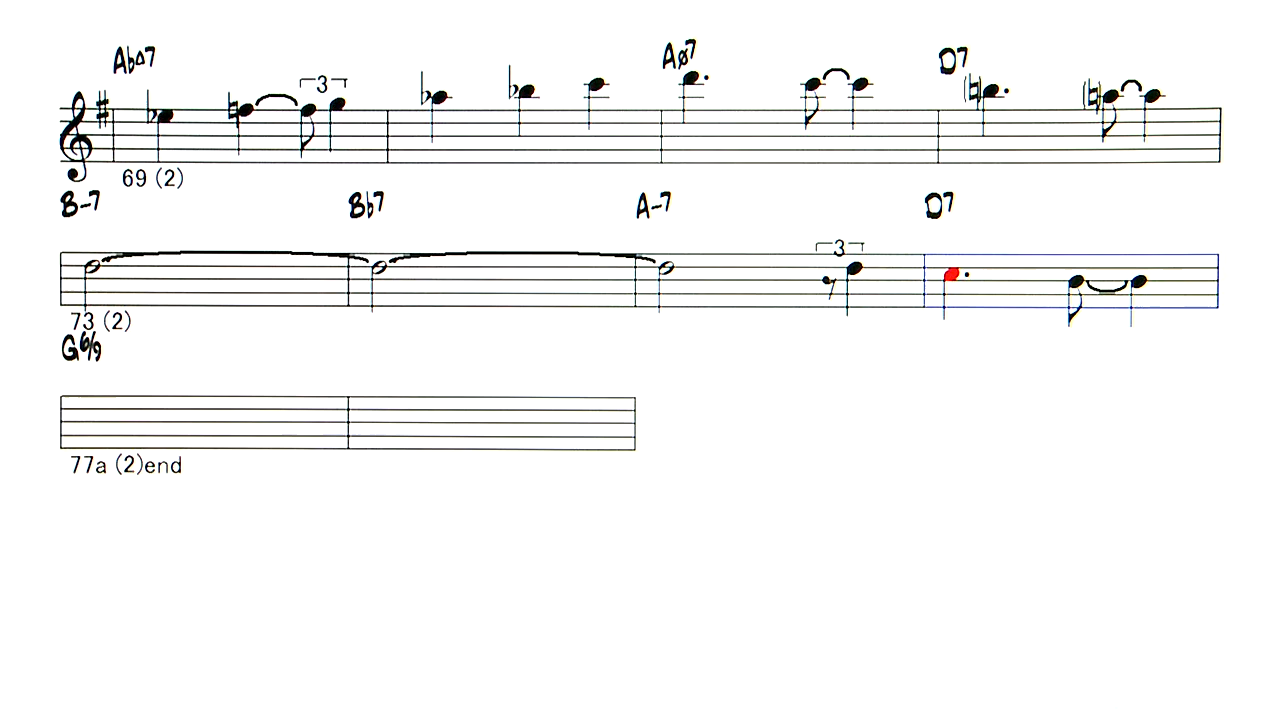 Ab△7 Aø7 D7
3
69 (2)
B-7 Bb7 A-7 D7
3
73 (2)
G6/9
77a (2)end